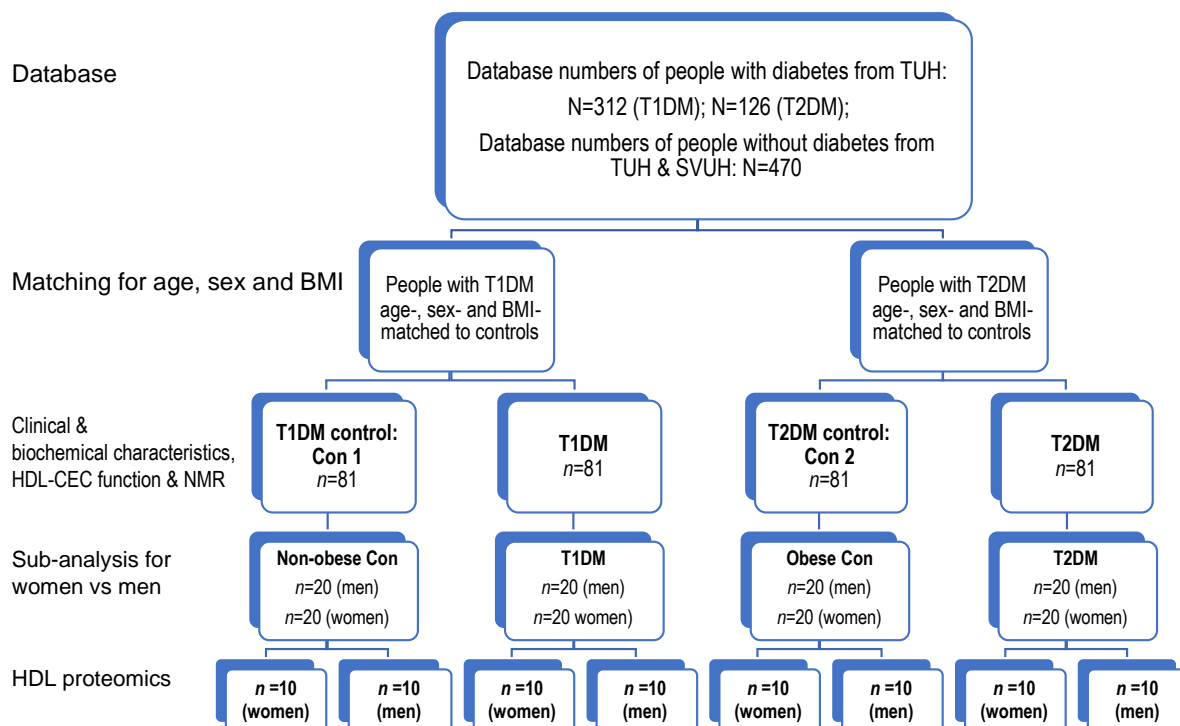 Database
Database numbers of people with diabetes from TUH:
N=312 (T1DM); N=126 (T2DM);
Database numbers of people without diabetes from
TUH & SVUH: N=470
Matching for age, sex and BMI
People with T1DM
age-, sex- and BMI-
matched to controls
People with T2DM
age-, sex- and BMI-
matched to controls
Clinical &
biochemical characteristics,
HDL-CEC function & NMR
T1DM control:
Con 1
n=81
T1DM
n=81
T2DM control:
Con 2
n=81
T2DM
n=81
Sub-analysis for
women vs men
Non-obese Con
n=20 (men)
n=20 (women)
T1DM
n=20 (men)
n=20 women)
Obese Con
n=20 (men)
n=20 (women)
T2DM
n=20 (men)
n=20 (women)
HDL proteomics
n =10
(women)
n =10
(men)
n =10
(women)
n =10
(men)
n =10
(women)
n =10
(men)
n =10
(women)
n =10
(men)